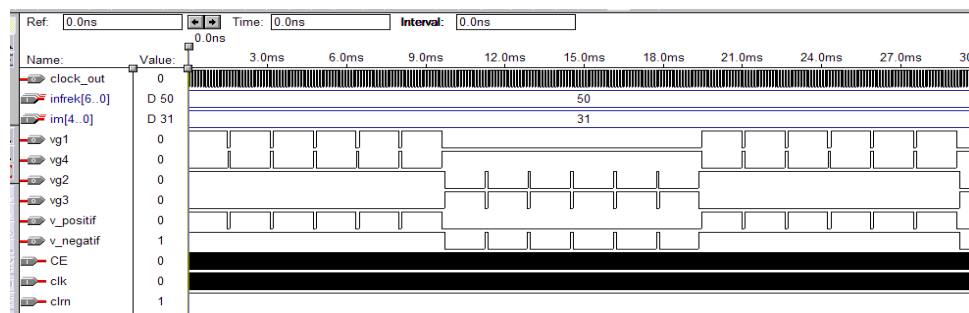 Ref: 0.0ns Time: 0.0ns Interval: 0.0ns
0.0ns
Name: Value: 3.0ms 6.0ms 9.0ms 12.0ms 15.0ms 18.0ms 21.0ms 24.0ms 27.0ms 30
clock_out 0
infrek[6..0] D 50 50
im[4..0] D 31 31
vg1 0
vg4 0
vg2 0
vg3 0
v_positif 0
v_negatif 1
CE 0
clk 0
clrn 1